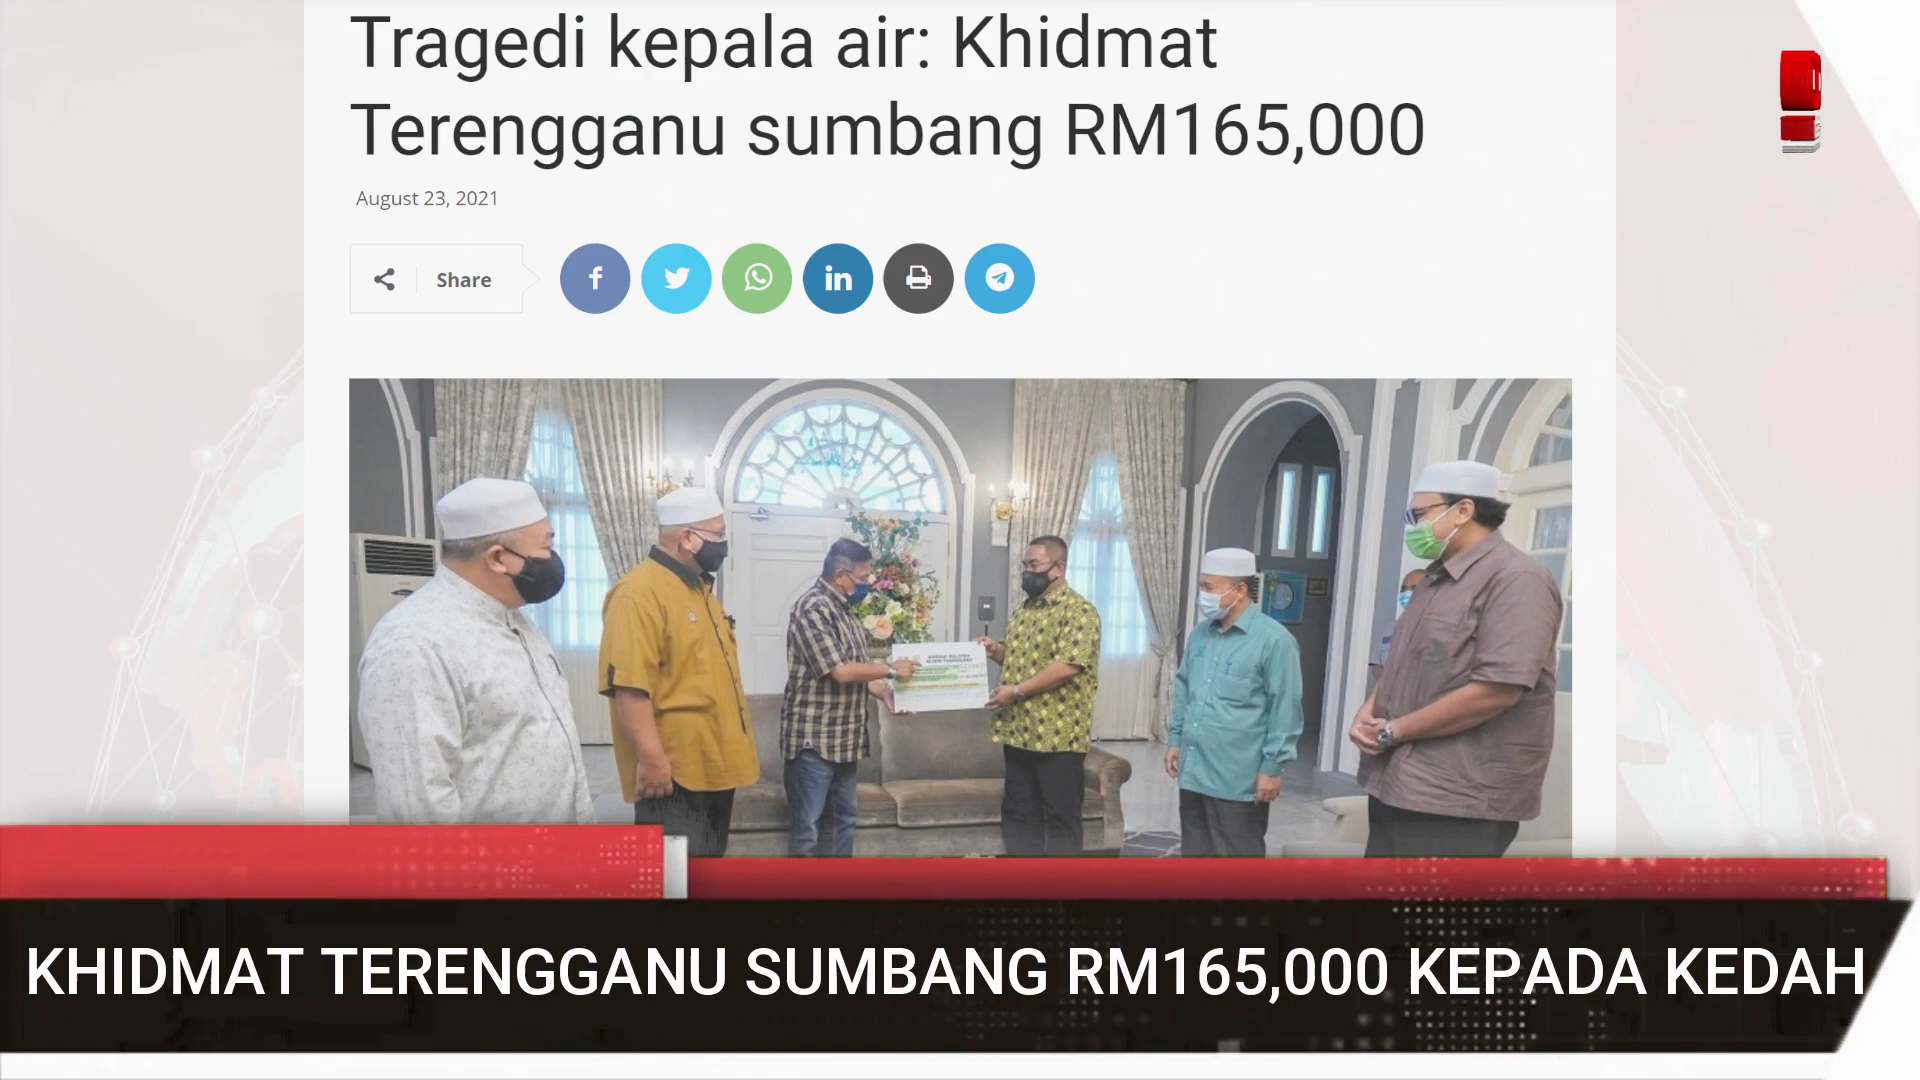 Tragedi kepala air: Khidmat
Terengganu sumbang RM165,000
August 23, 2021
Share
KHIDMAT TERENGGANU SUMBANG RM165,000 KEPADA KEDAH